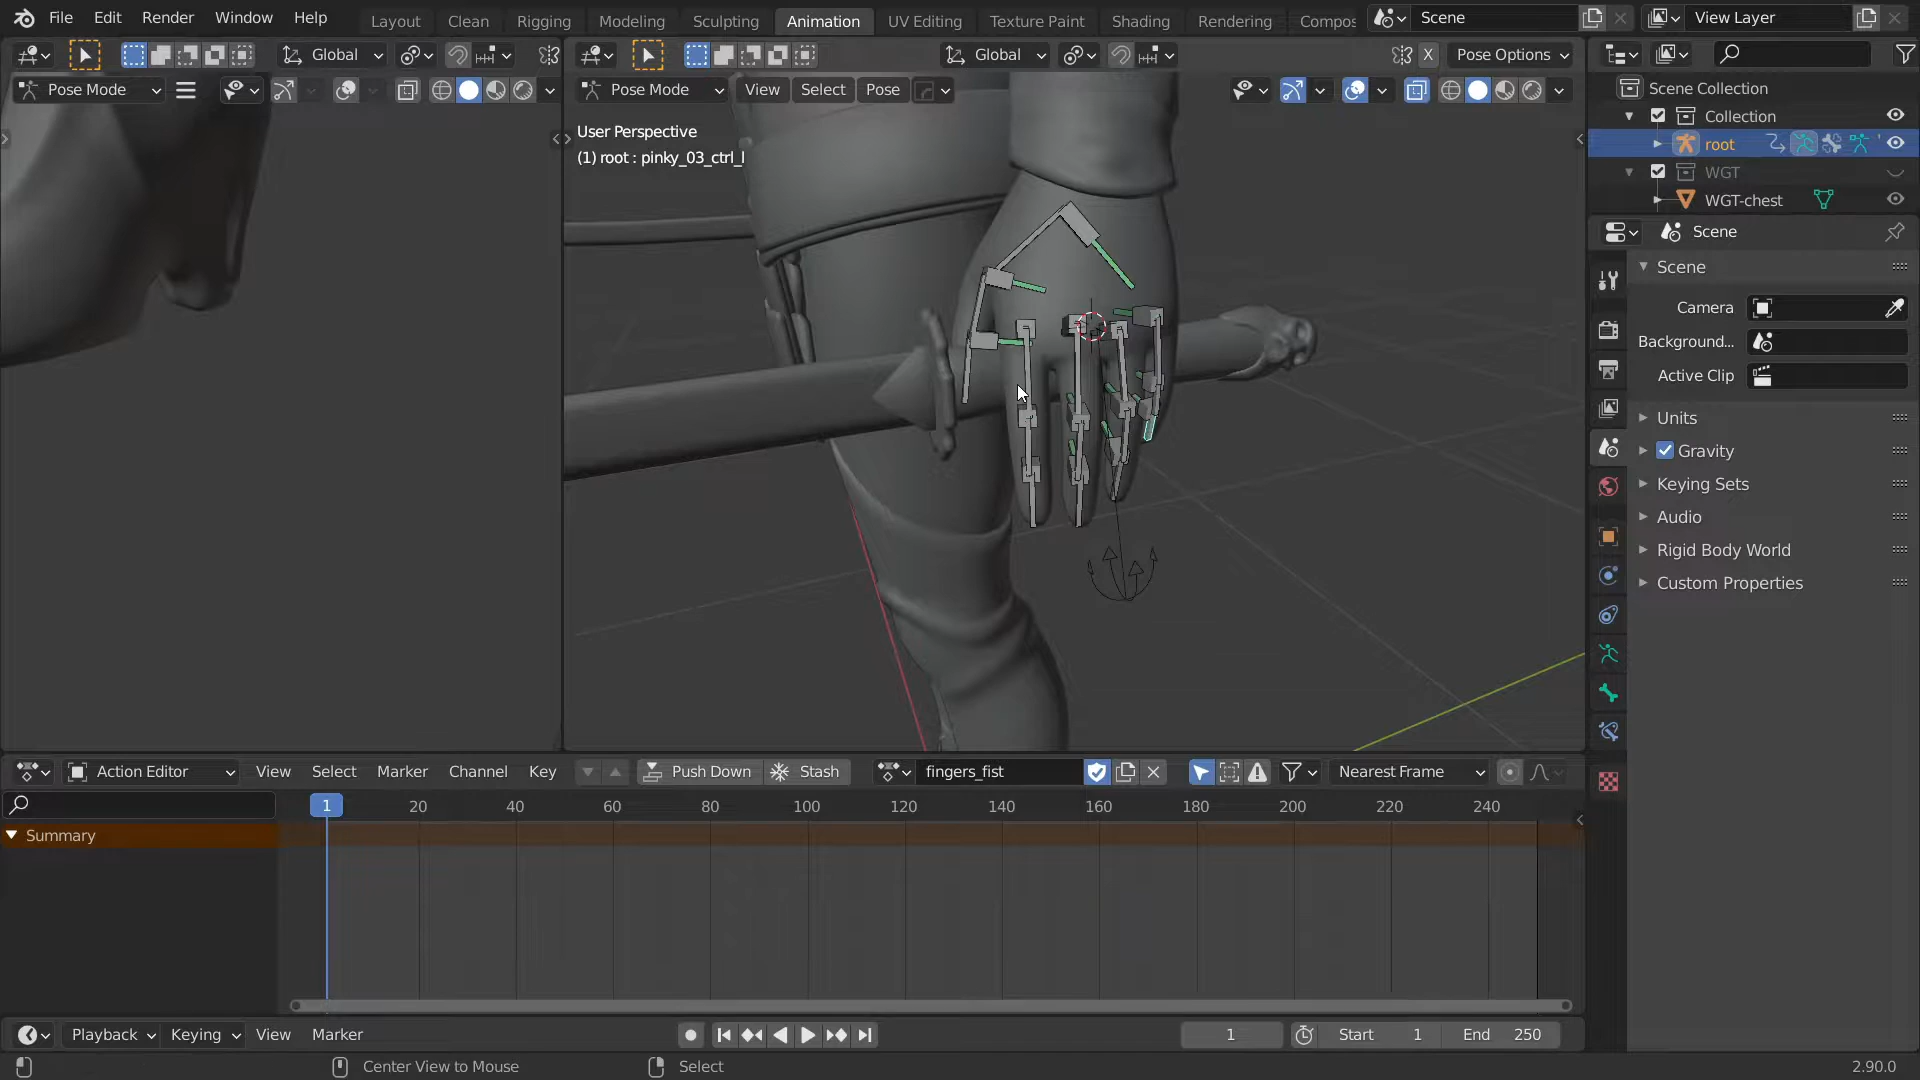 File Edit Render Window Help Layout Clean Rigging Modeling Sculpting Animation UV Editing Texture Paint Shading Rendering Compos Scene View Layer
Global Global X Pose Options
Pose Mode Pose Mode View Select Pose
Scene Collection
Collection
root
WGT
WGT-chest
User Perspective
(1) root : pinky_03_ctrl_l
Scene
Scene
Camera
Background...
Active Clip
Units
Gravity
Keying Sets
Audio
Rigid Body World
Custom Properties
Action Editor View Select Marker Channel Key Push Down Stash fingers_fist Nearest Frame
1 20 40 60 80 100 120 140 160 180 200 220 240
Summary
Playback Keying View Marker 1 Start 1 End 250
Center View to Mouse Select 2.90.0